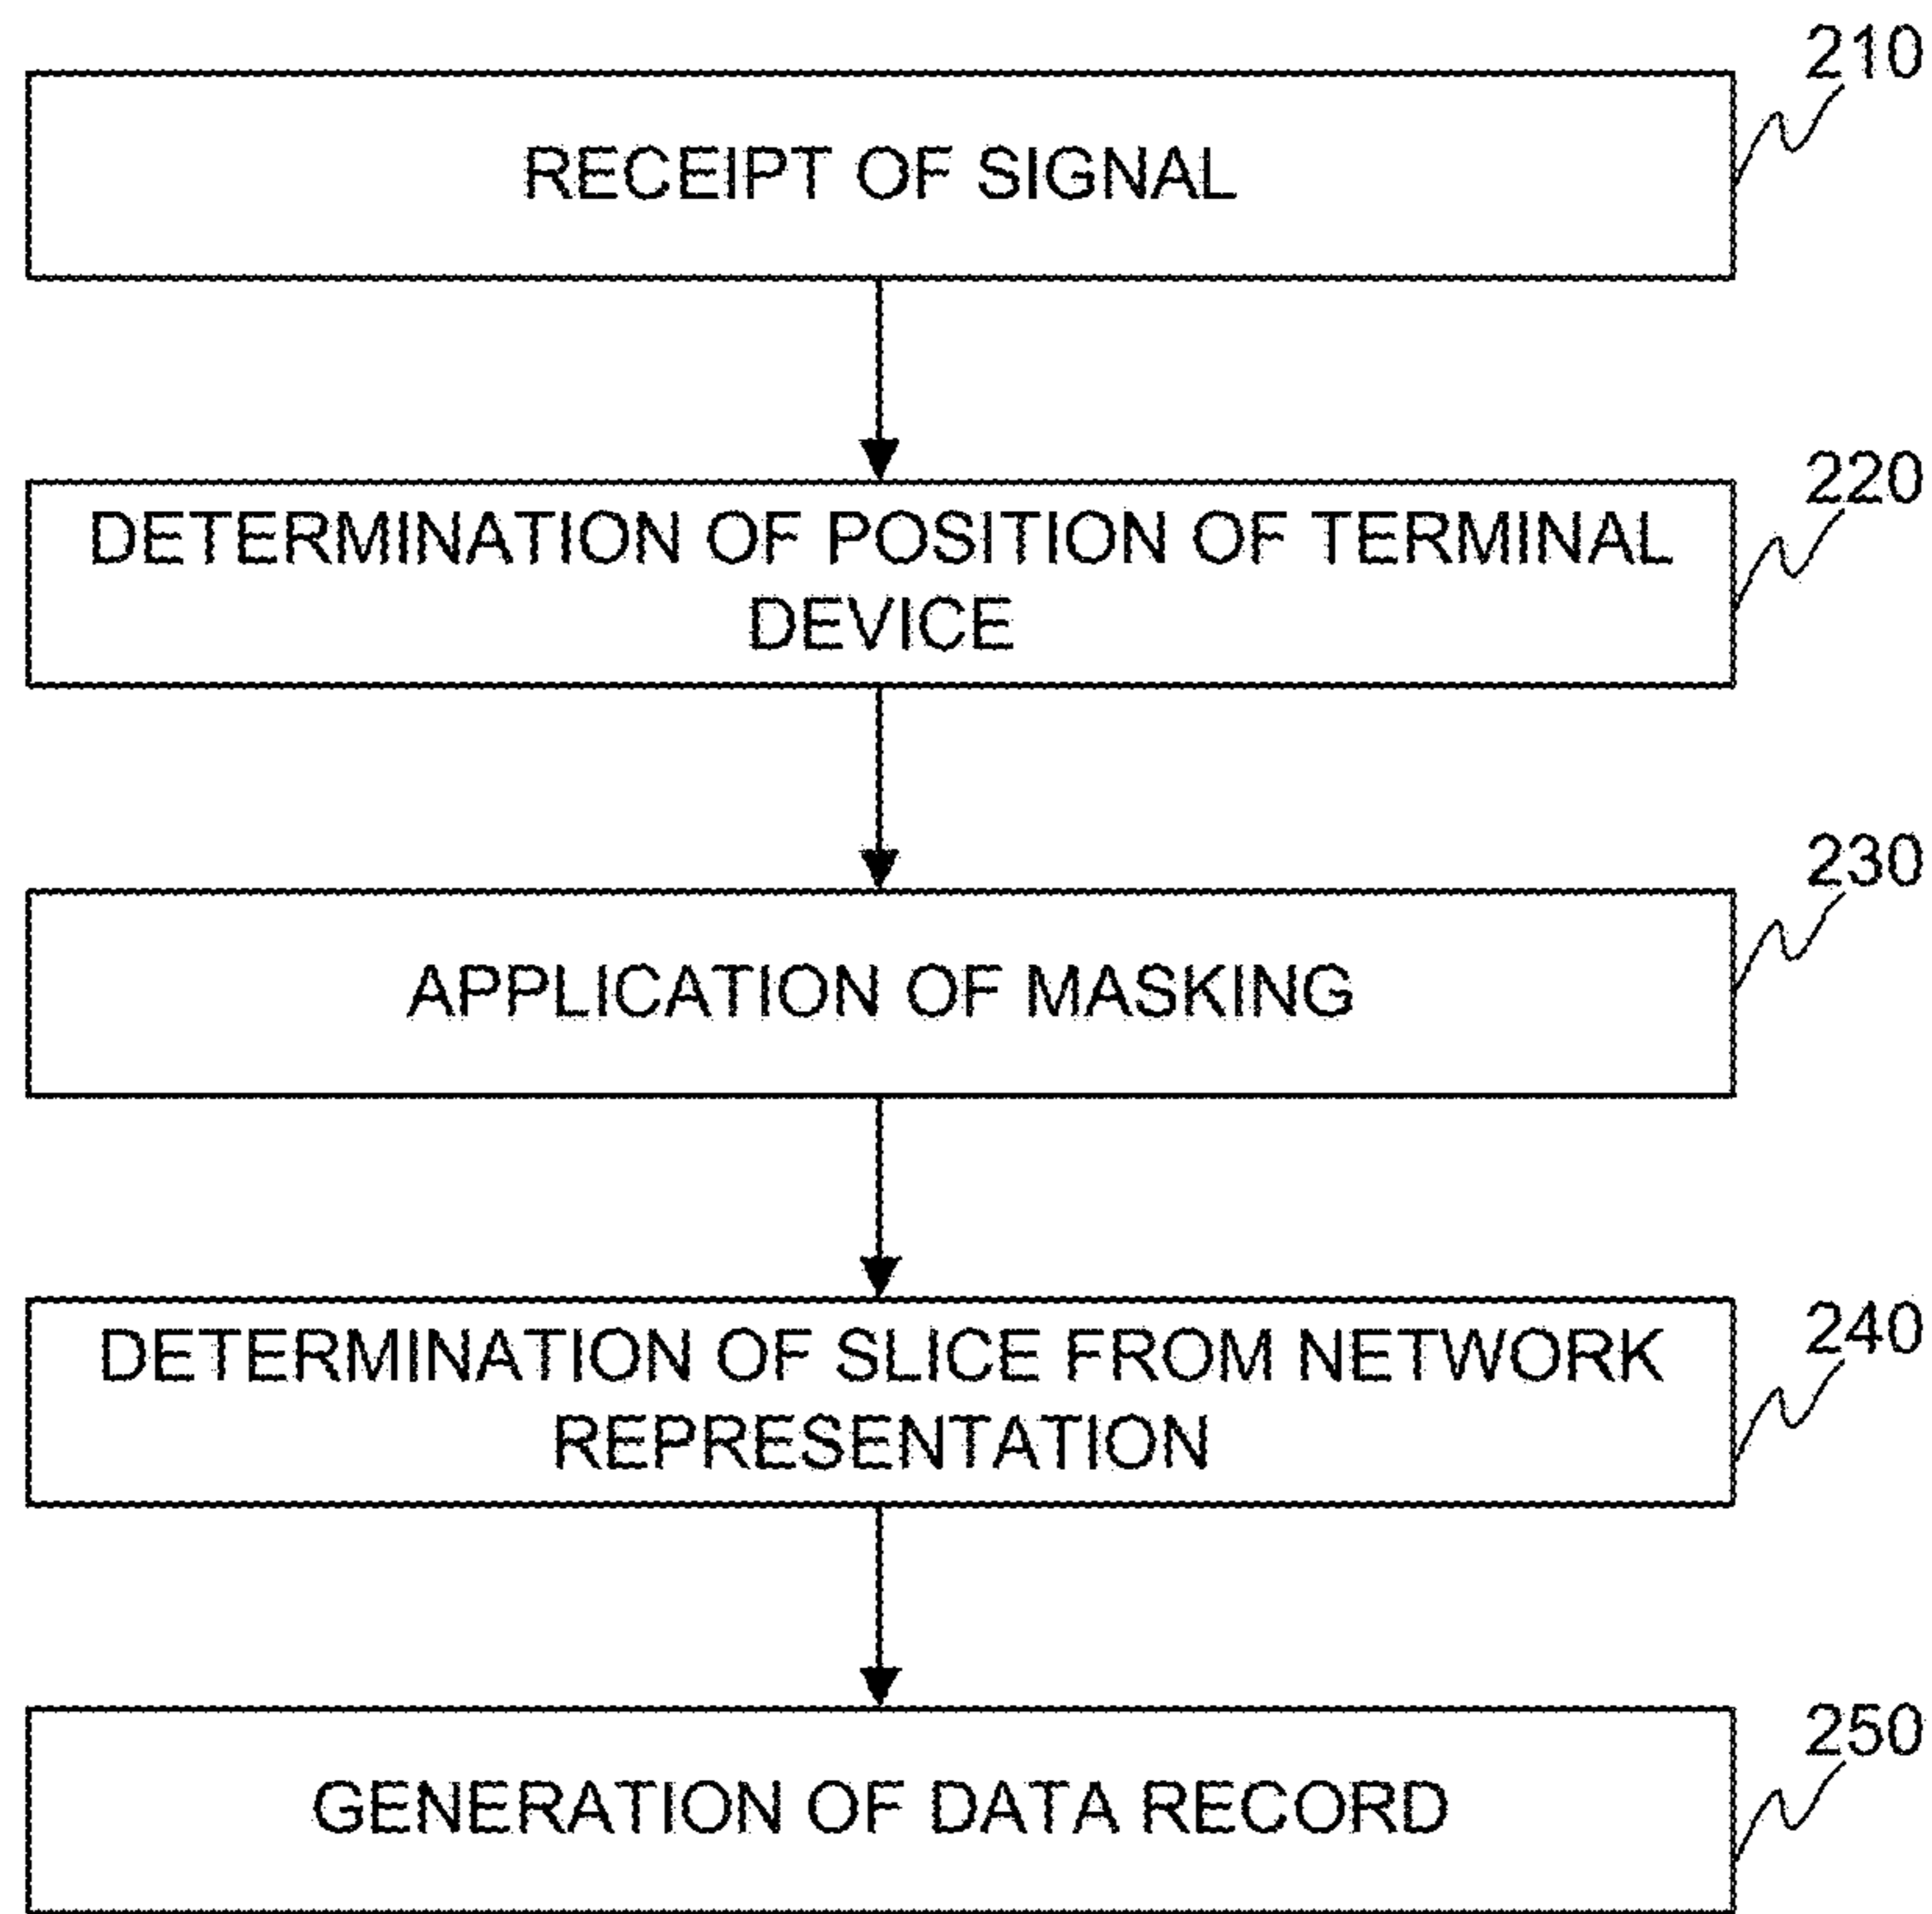 210
RECEIPT OF SIGNAL
220
DETERMINATION OF POSITION OF TERMINAL
DEVICE
230
APPLICATION OF MASKING
240
DETERMINATION OF SLICE FROM NETWORK
REPRESENTATION
250
GENERATION OF DATA RECORD